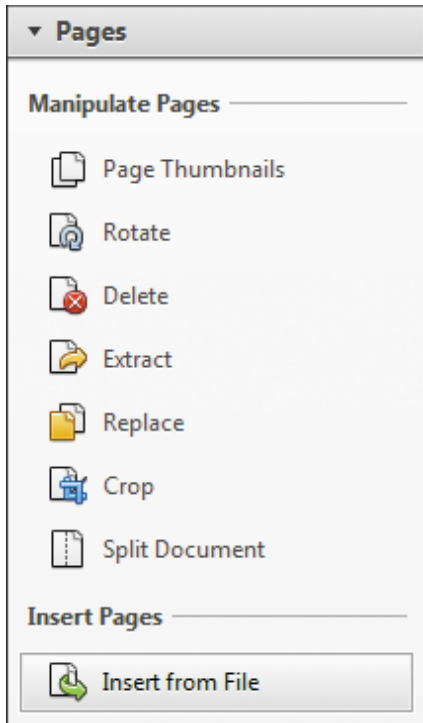 Pages
Manipulate Pages
Page Thumbnails
Rotate
Delete
Extract
Replace
Crop
Split Document
Insert Pages
Insert from File